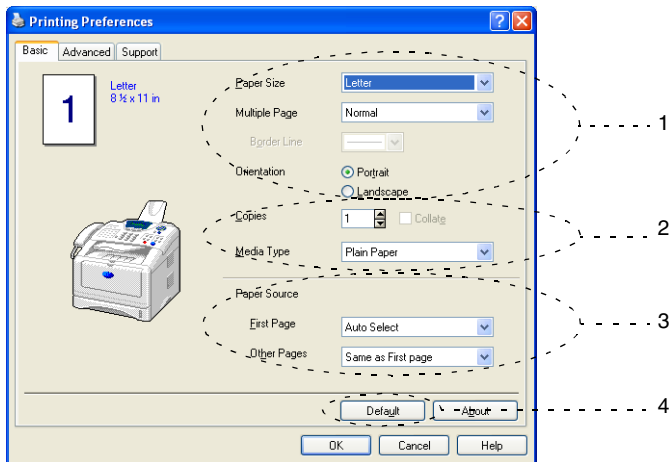 Printing Preferences
Basic Advanced Support
1
Letter
8 ½ x 11 in
Paper Size Letter
Multiple Page Normal
Border Line
Orientation Portrait
Landscape
1
Copies 1 Collate
2
Media Type Plain Paper
Paper Source
First Page Auto Select
3
Other Pages Same as First page
Default About
4
OK Cancel Help